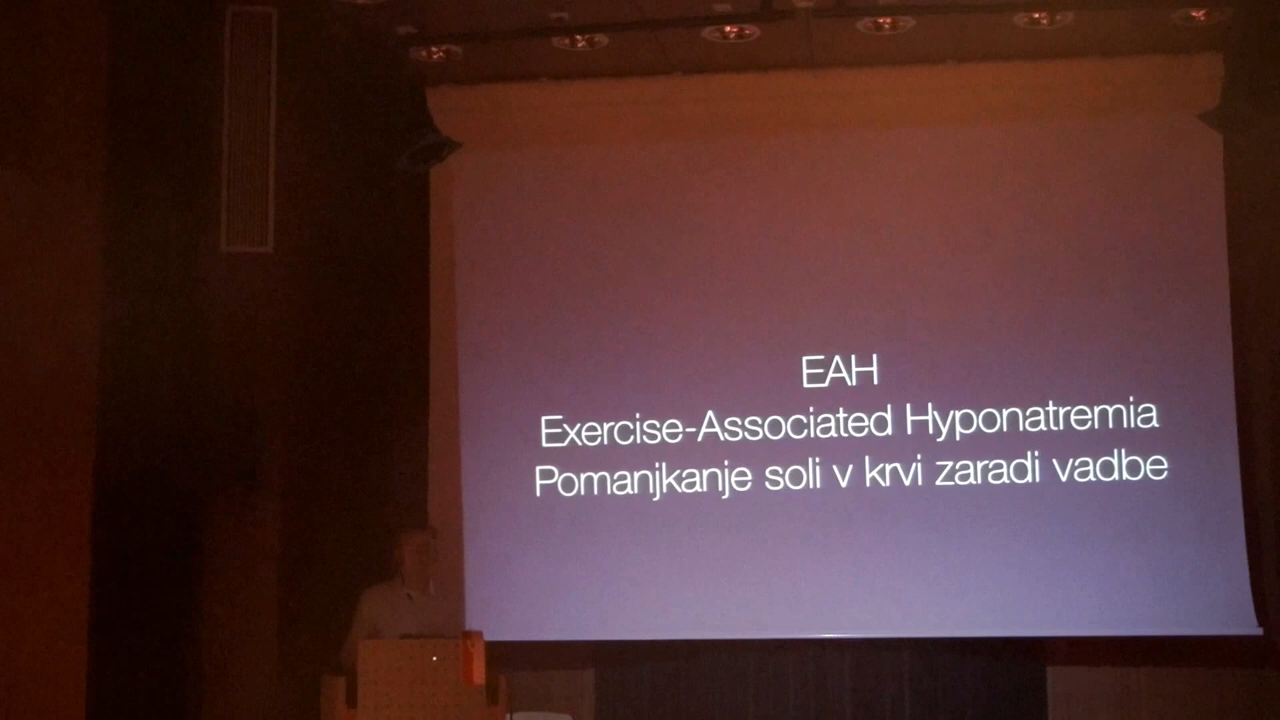 EAH
Exercise-Associated Hyponatremia
Pomanjkanje soli v krvi zaradi vadbe